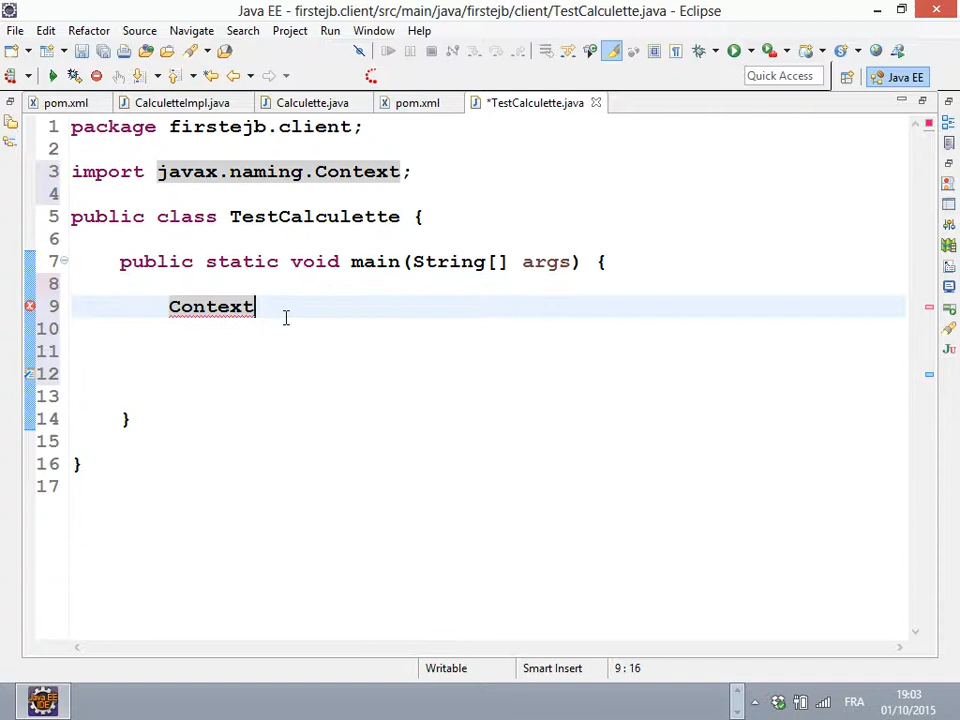 Java EE - firstejb.client/src/main/java/firstejb/client/TestCalculette.java - Eclipse
File Edit Refactor Source Navigate Search Project Run Window Help
Quick Access Java EE
pom.xml CalculetteImpl.java Calculette.java pom.xml *TestCalculette.java
1 package firstejb.client;
2
3 import javax.naming.Context;
4
5 public class TestCalculette {
6
7 public static void main(String[] args) {
8
9 Context
10
11
12
13
14 }
15
16 }
17
Writable Smart Insert 9 : 16
Java EE IDE FRA 19:03
01/10/2015